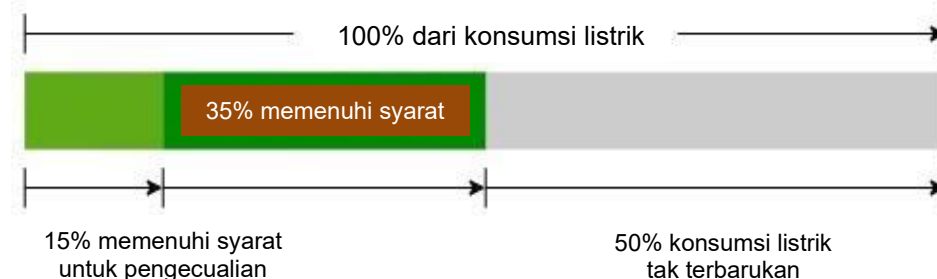 100% dari konsumsi listrik
35% memenuhi syarat
15% memenuhi syarat
untuk pengecualian
50% konsumsi listrik
tak terbarukan